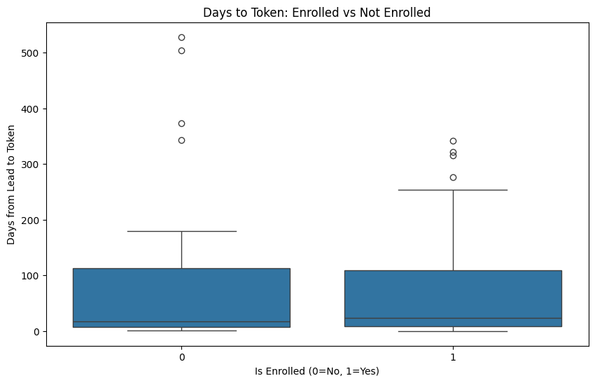 Days to Token: Enrolled vs Not Enrolled
Days from Lead to Token
500
400
300
200
100
0
0 1
Is Enrolled (0=No, 1=Yes)